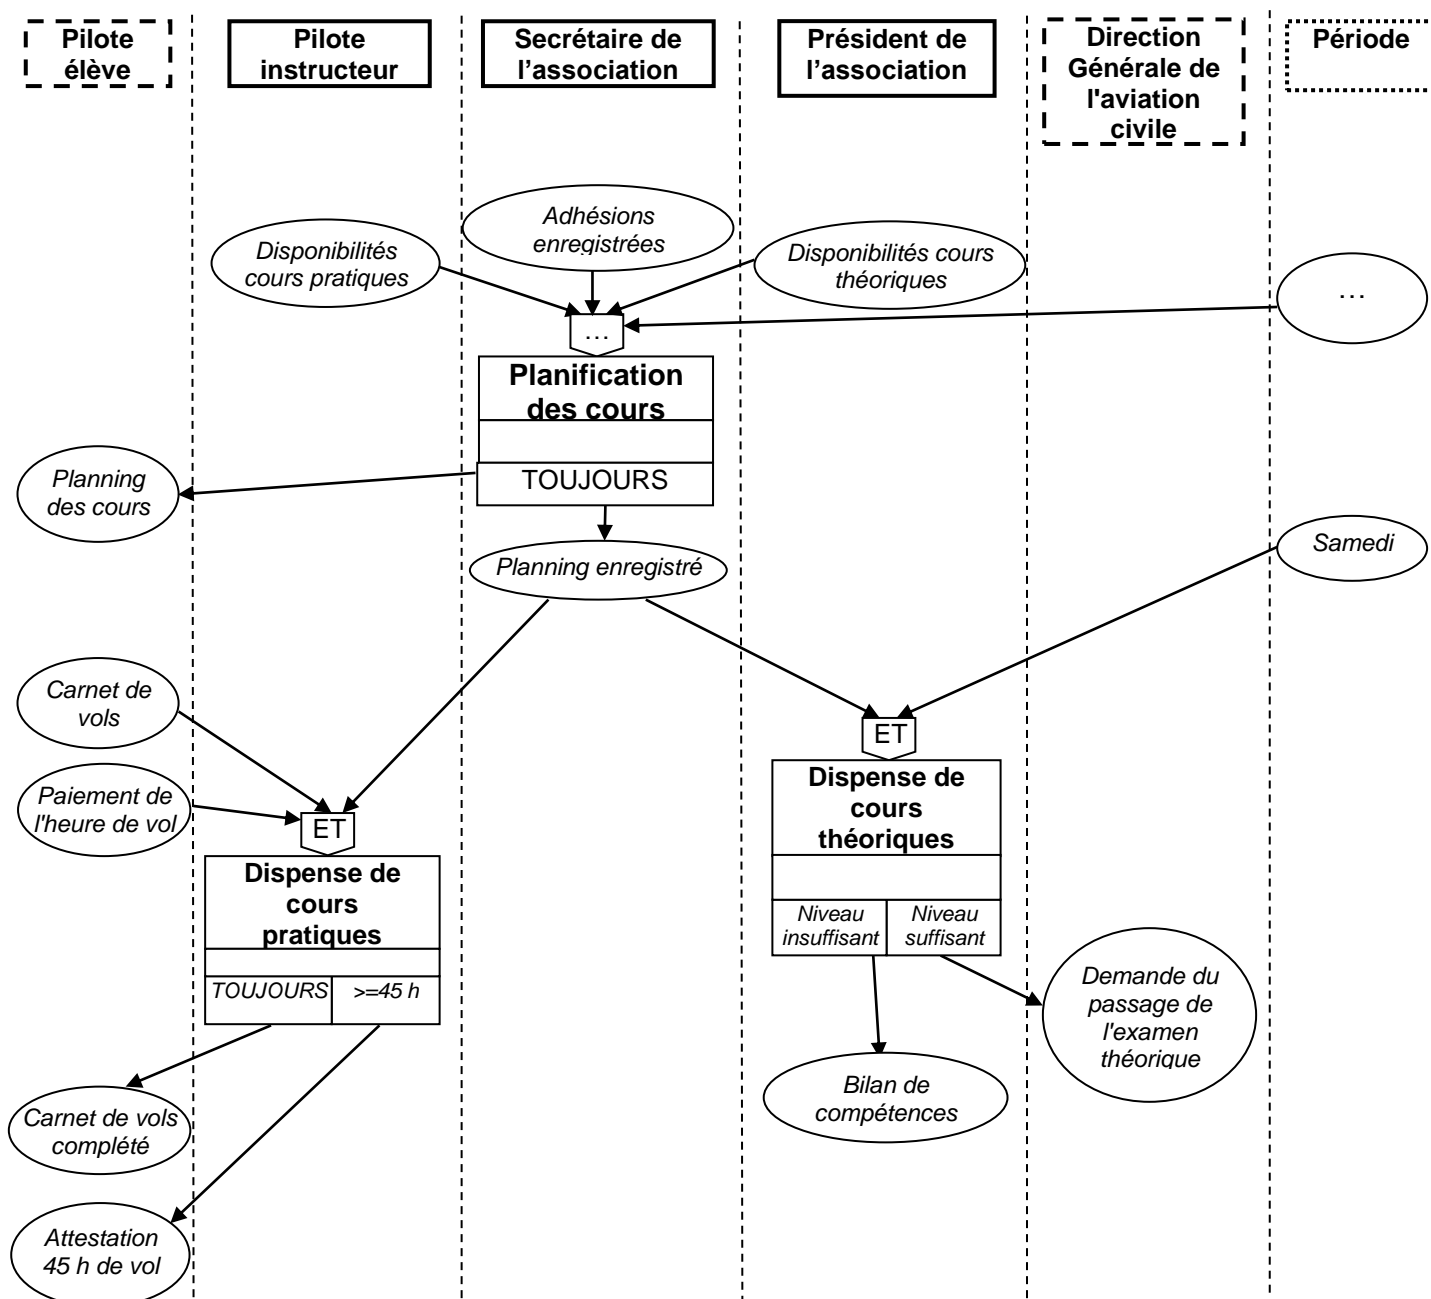 Pilote
élève
Pilote
instructeur
Secrétaire de
l’association
Président de
l’association
Direction
Générale de
l'aviation
civile
Période
Adhésions
enregistrées
Disponibilités
cours pratiques
Disponibilités cours
théoriques
…
…
Planification
des cours
TOUJOURS
Planning
des cours
Planning enregistré
Samedi
Carnet de
vols
Paiement de
l'heure de vol
ET
Dispense de
cours
théoriques
Niveau
insuffisant
Niveau
suffisant
ET
Dispense de
cours
pratiques
TOUJOURS
>=45 h
Demande du
passage de
l'examen
théorique
Bilan de
compétences
Carnet de vols
complété
Attestation
45 h de vol